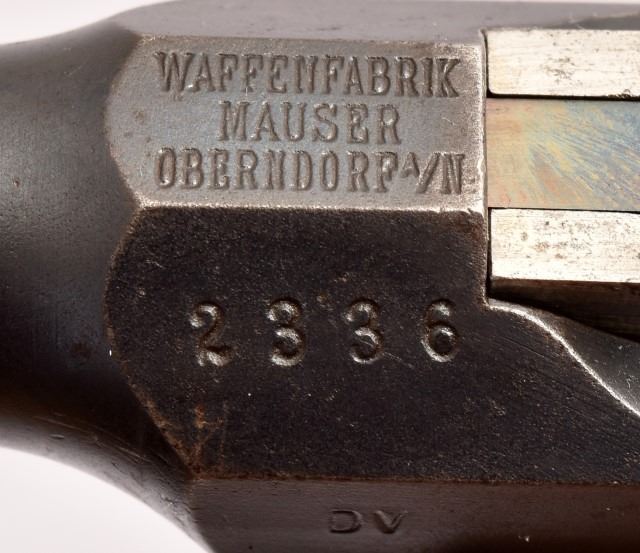 WAFFENFABRIK
MAUSER
OBERNDORF A/N
2336
DV